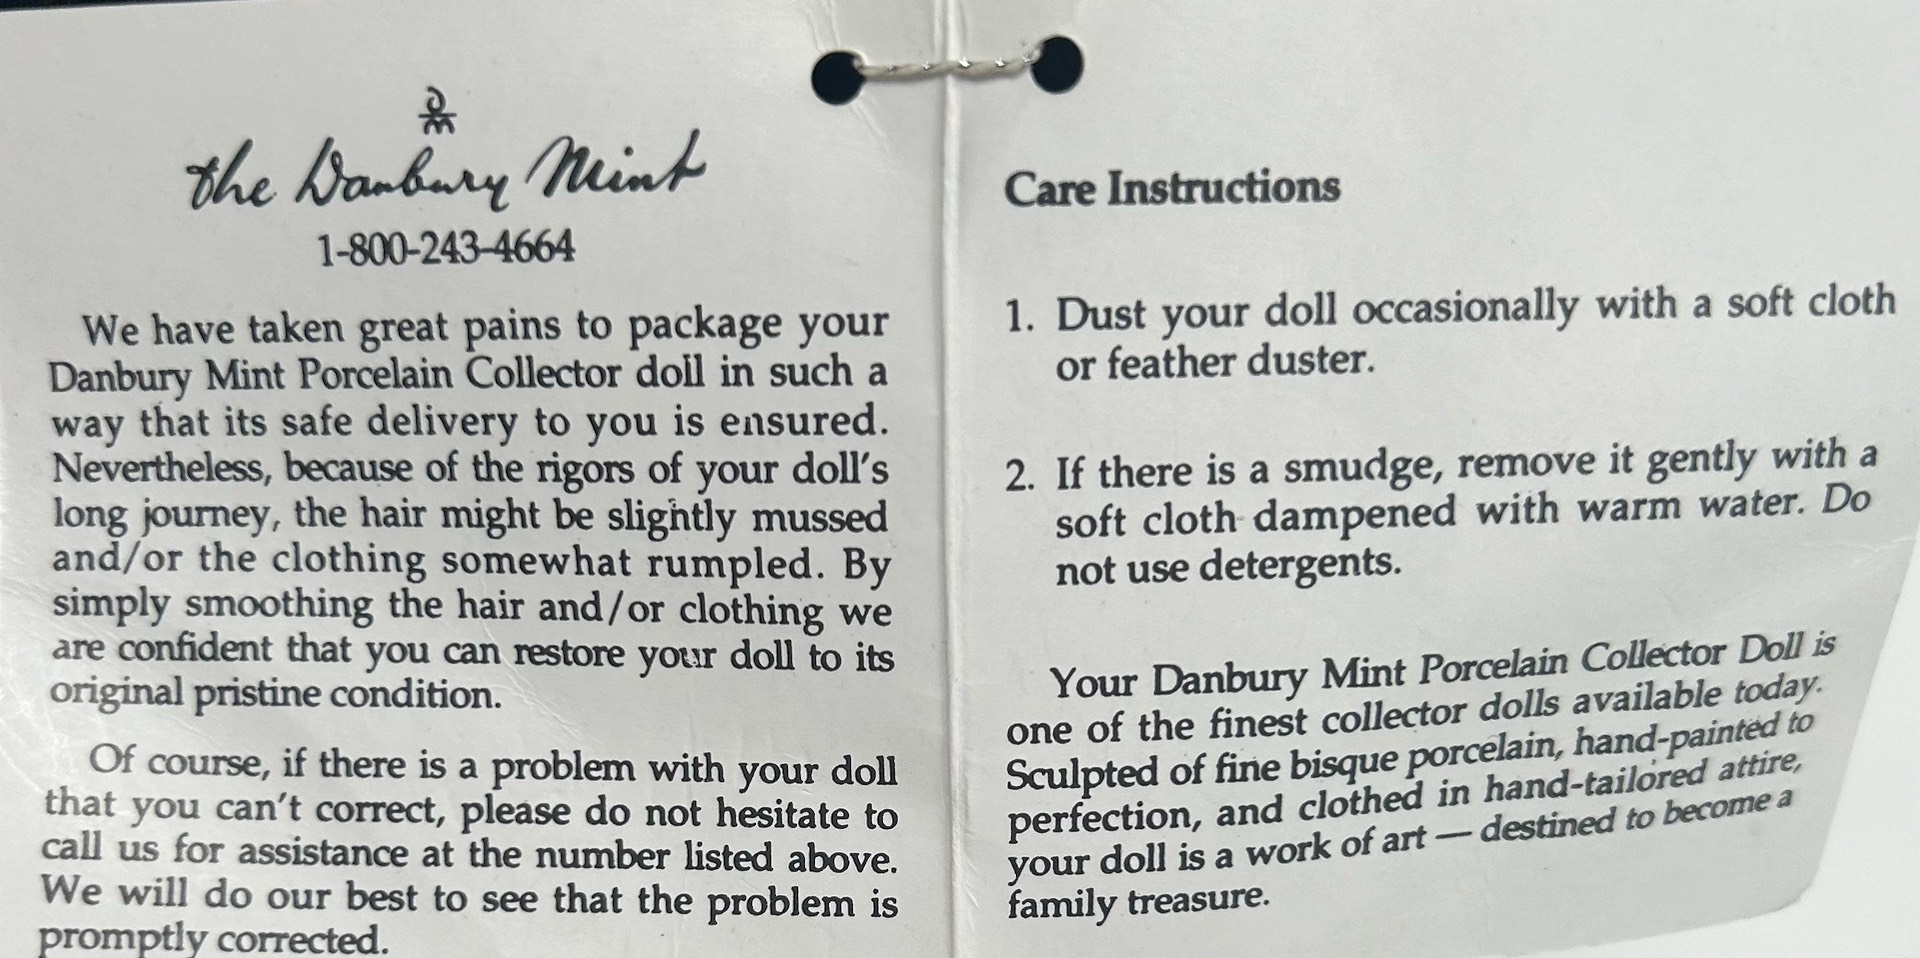 the Danbury Mint
1-800-243-4664
We have taken great pains to package your
Danbury Mint Porcelain Collector doll in such a
way that its safe delivery to you is ensured.
Nevertheless, because of the rigors of your doll's
long journey, the hair might be slightly mussed
and/or the clothing somewhat rumpled. By
simply smoothing the hair and/or clothing we
are confident that you can restore your doll to its
original pristine condition.
Of course, if there is a problem with your doll
that you can't correct, please do not hesitate to
call us for assistance at the number listed above.
We will do our best to see that the problem is
promptly corrected.
Care Instructions
1. Dust your doll occasionally with a soft cloth
or feather duster.
2. If there is a smudge, remove it gently with a
soft cloth dampened with warm water. Do
not use detergents.
Your Danbury Mint Porcelain Collector Doll is
one of the finest collector dolls available today.
Sculpted of fine bisque porcelain, hand-painted to
perfection, and clothed in hand-tailored attire,
your doll is a work of art — destined to become a
family treasure.